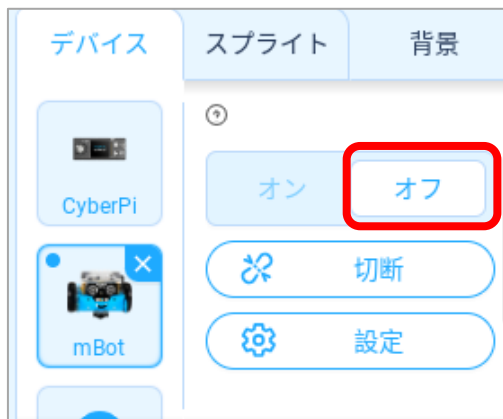 デバイス
スプライト
背景
CyberPi
mBot
オン
オフ
切断
設定